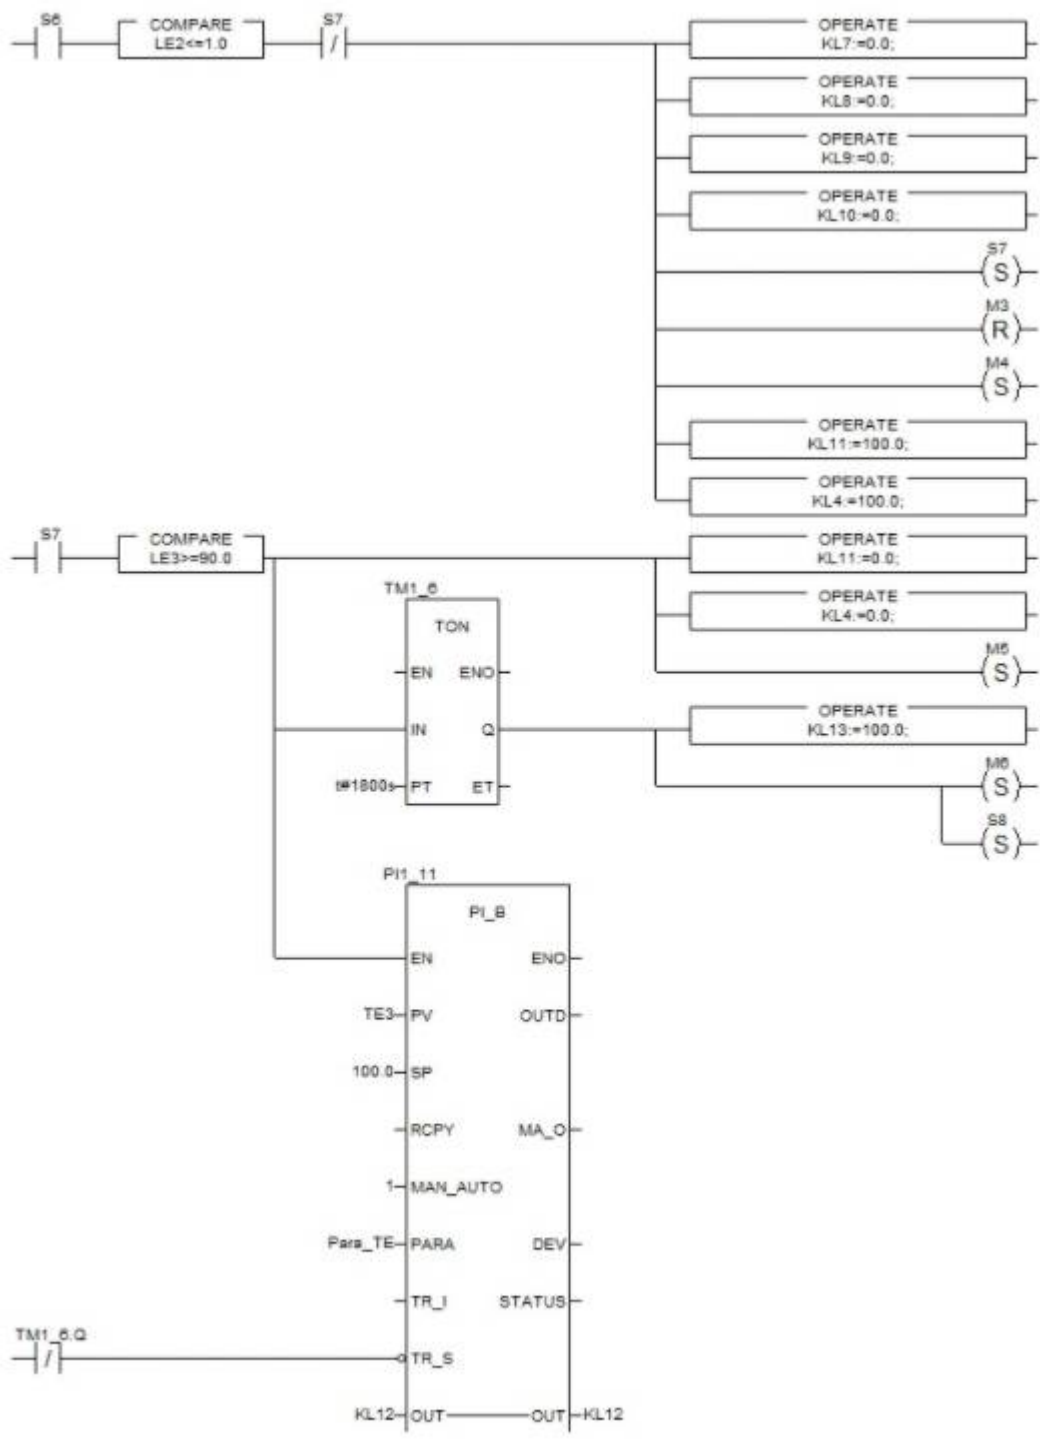 S6
COMPARE
LE2<=1.0
S7
/
OPERATE
KL7:=0.0;
OPERATE
KL8:=0.0;
OPERATE
KL9:=0.0;
OPERATE
KL10:=0.0;
S7
S
M3
R
M4
S
OPERATE
KL11:=100.0;
OPERATE
KL4:=100.0;
S7
COMPARE
LE3>=90.0
OPERATE
KL11:=0.0;
OPERATE
KL4:=0.0;
M5
S
TM1_6
TON
EN ENO
IN Q
t#1800s PT ET
OPERATE
KL13:=100.0;
M6
S
S8
S
PI1_11
PI_B
EN ENO
TE3 PV OUTD
100.0 SP
RCPY MA_O
1 MAN_AUTO
Para_TE PARA DEV
TR_I STATUS
TM1_6.Q
/
TR_S
KL12 OUT OUT KL12